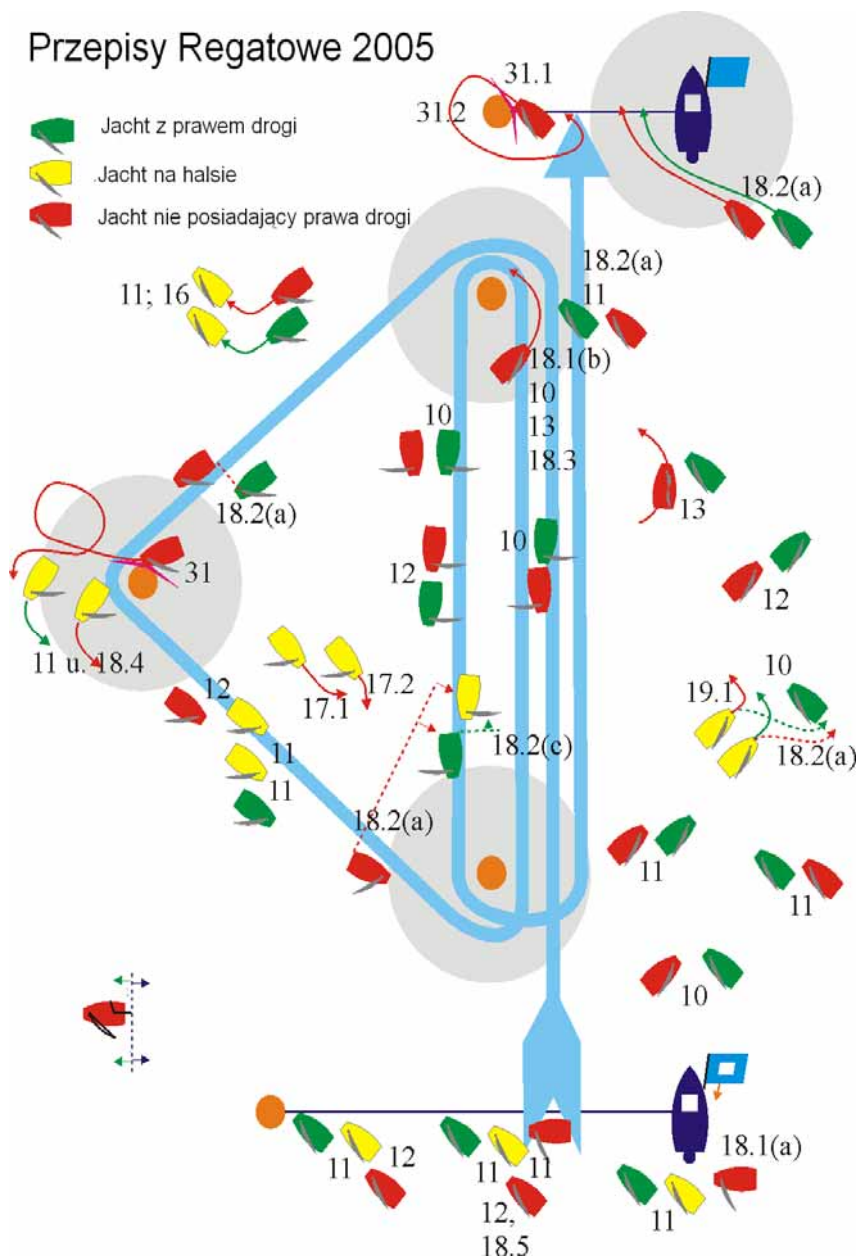 Przepisy Regatowe 2005
Jacht z prawem drogi
Jacht na halsie
Jacht nie posiadający prawa drogi
31.1
31.2
18.2(a)
11; 16
18.2(a)
11
18.1(b)
10
13
18.3
10
18.2(a)
13
31
12
10
12
11 u. 18.4
12
11
11
17.1
17.2
18.2(c)
19.1
10
18.2(a)
18.2(a)
11
11
10
18.1(a)
11
12
11
11
12,
18.5
11